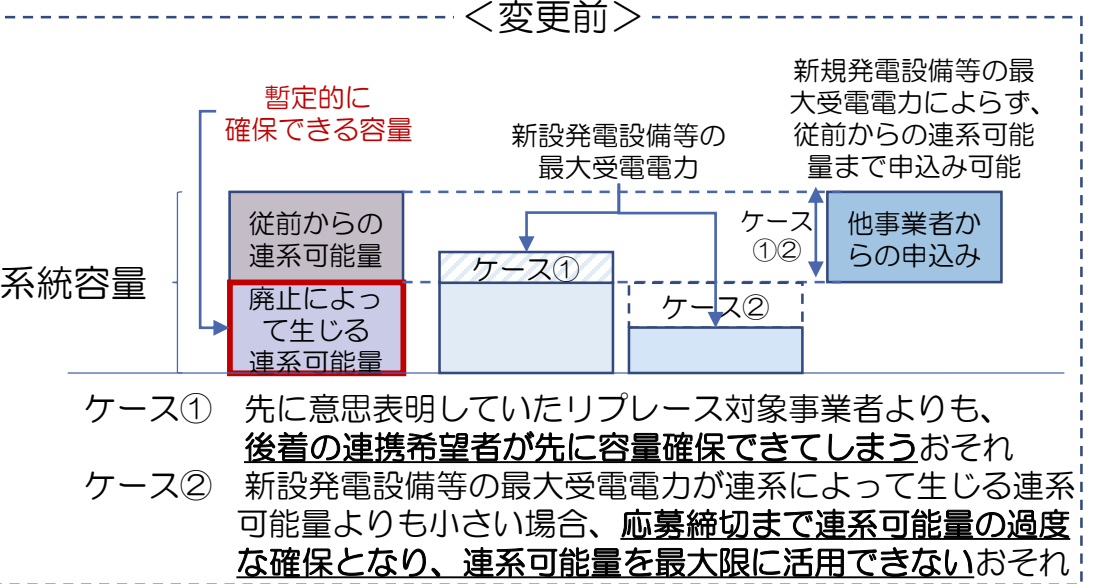 ＜変更前＞
新規発電設備等の最
大受電電力によらず、
従前からの連系可能
量まで申込み可能
暫定的に
確保できる容量
新設発電設備等の
最大受電電力
従前からの
連系可能量
ケース①
ケース
①②
他事業者か
らの申込み
系統容量
廃止によっ
て生じる
連系可能量
ケース②
ケース① 先に意思表明していたリプレース対象事業者よりも、
後着の連携希望者が先に容量確保できてしまうおそれ
ケース② 新設発電設備等の最大受電電力が連系によって生じる連系
可能量よりも小さい場合、応募締切まで連系可能量の過度
な確保となり、連系可能量を最大限に活用できないおそれ